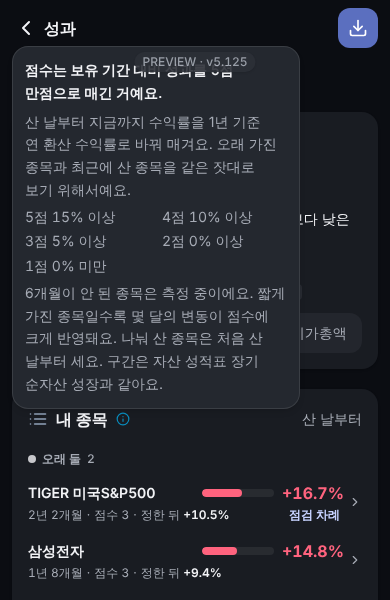 성과
PREVIEW · v5.125
점수는 보유 기간 대비 성과를 5점
만점으로 매긴 거예요.
산 날부터 지금까지 수익률을 1년 기준
연 환산 수익률로 바꿔 매겨요. 오래 가진
종목과 최근에 산 종목을 같은 잣대로
보기 위해서예요.
5점 15% 이상 4점 10% 이상
3점 5% 이상 2점 0% 이상
1점 0% 미만
6개월이 안 된 종목은 측정 중이에요. 짧게
가진 종목일수록 몇 달의 변동이 점수에
크게 반영돼요. 나눠 산 종목은 처음 산
날부터 세요. 구간은 자산 성적표 장기
순자산 성장과 같아요.
보다 낮은
시가총액
내 종목 산 날부터
오래 둠 2
TIGER 미국S&P500 +16.7%
2년 2개월 · 점수 3 · 정한 뒤 +10.5% 점검 차례
삼성전자 +14.8%
1년 8개월 · 점수 3 · 정한 뒤 +9.4%